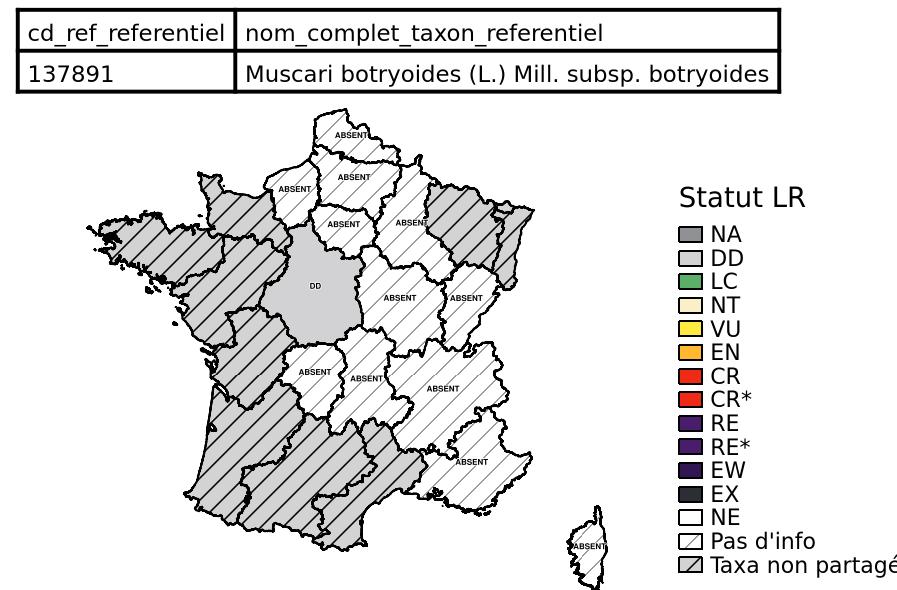 cd_ref_referentiel nom_complet_taxon_referentiel
137891 Muscari botryoides (L.) Mill. subsp. botryoides
ABSENT
ABSENT
ABSENT
ABSENT
ABSENT
DD
ABSENT
ABSENT
ABSENT
ABSENT
ABSENT
ABSENT
ABSENT
Statut LR
NA
DD
LC
NT
VU
EN
CR
CR*
RE
RE*
EW
EX
NE
Pas d'info
Taxa non partagé